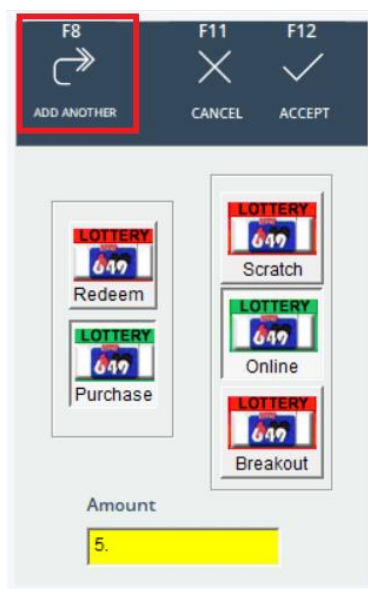 F8 F11 F12
ADD ANOTHER CANCEL ACCEPT
LOTTERY
649
Redeem
LOTTERY
649
Purchase
LOTTERY
649
Scratch
LOTTERY
649
Online
LOTTERY
649
Breakout
Amount
5.